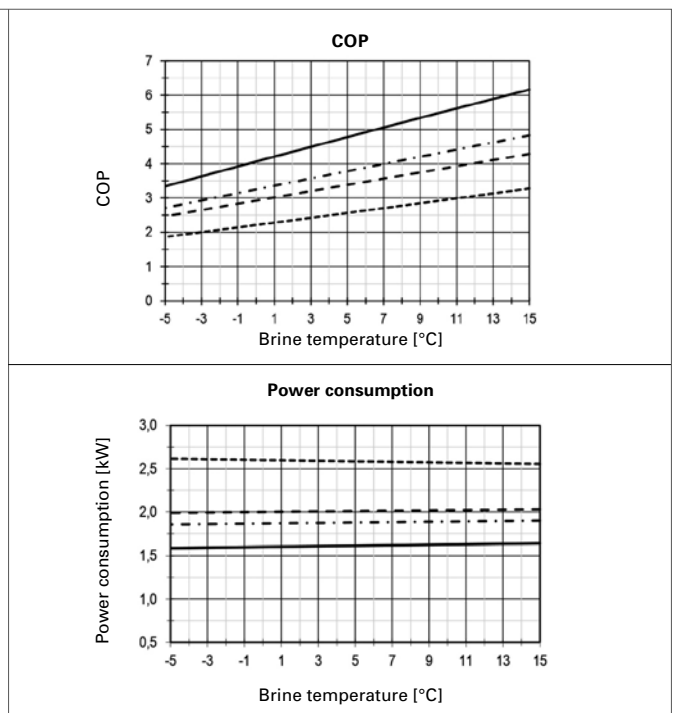 COP
7
6
5
4
3
2
1
0
COP
-5 -3 -1 1 3 5 7 9 11 13 15
Brine temperature [°C]
Power consumption
3,0
2,5
2,0
1,5
1,0
0,5
Power consumption [kW]
-5 -3 -1 1 3 5 7 9 11 13 15
Brine temperature [°C]